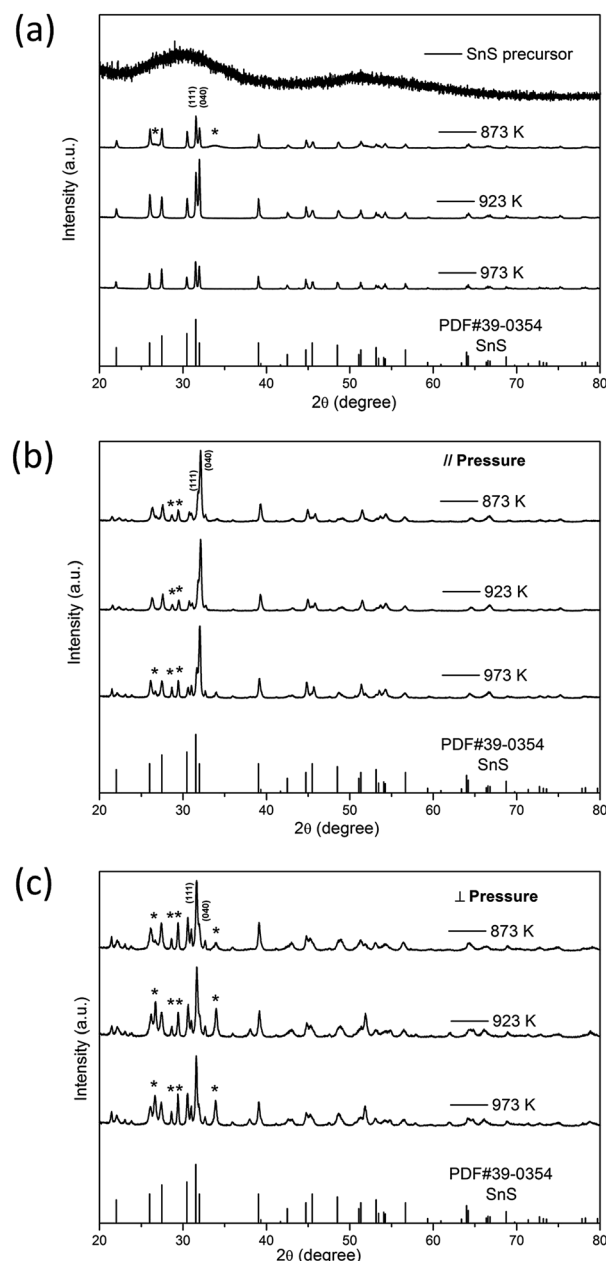 (a)
SnS precursor
(111)
(040)
*
*
873 K
923 K
973 K
PDF#39-0354
SnS
Intensity (a.u.)
20 30 40 50 60 70 80
2θ (degree)
(b)
// Pressure
(111)
(040)
* *
873 K
* *
923 K
* * *
973 K
PDF#39-0354
SnS
Intensity (a.u.)
20 30 40 50 60 70 80
2θ (degree)
(c)
⊥ Pressure
(111)
(040)
* ** *
873 K
* ** *
923 K
* ** *
973 K
PDF#39-0354
SnS
Intensity (a.u.)
20 30 40 50 60 70 80
2θ (degree)